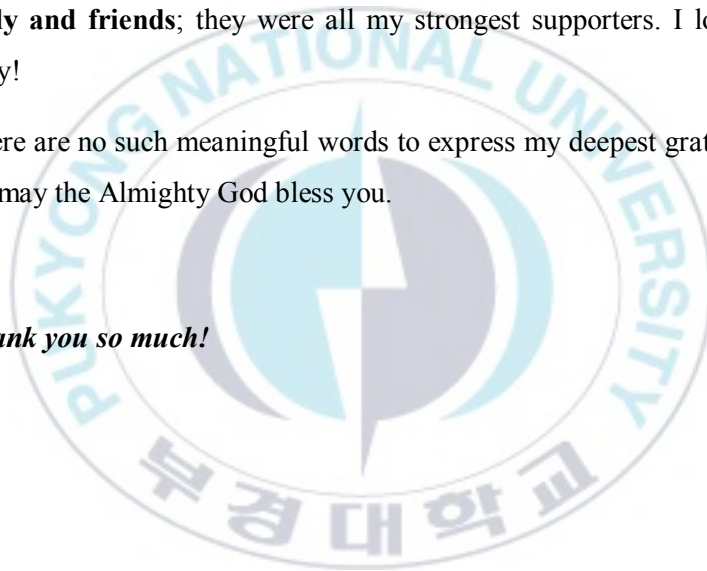 ly and friends; they were all my strongest supporters. I lo
y!
ere are no such meaningful words to express my deepest grat
may the Almighty God bless you.
ank you so much!
PUKYONG NATIONAL UNIVERSITY
부경대학교